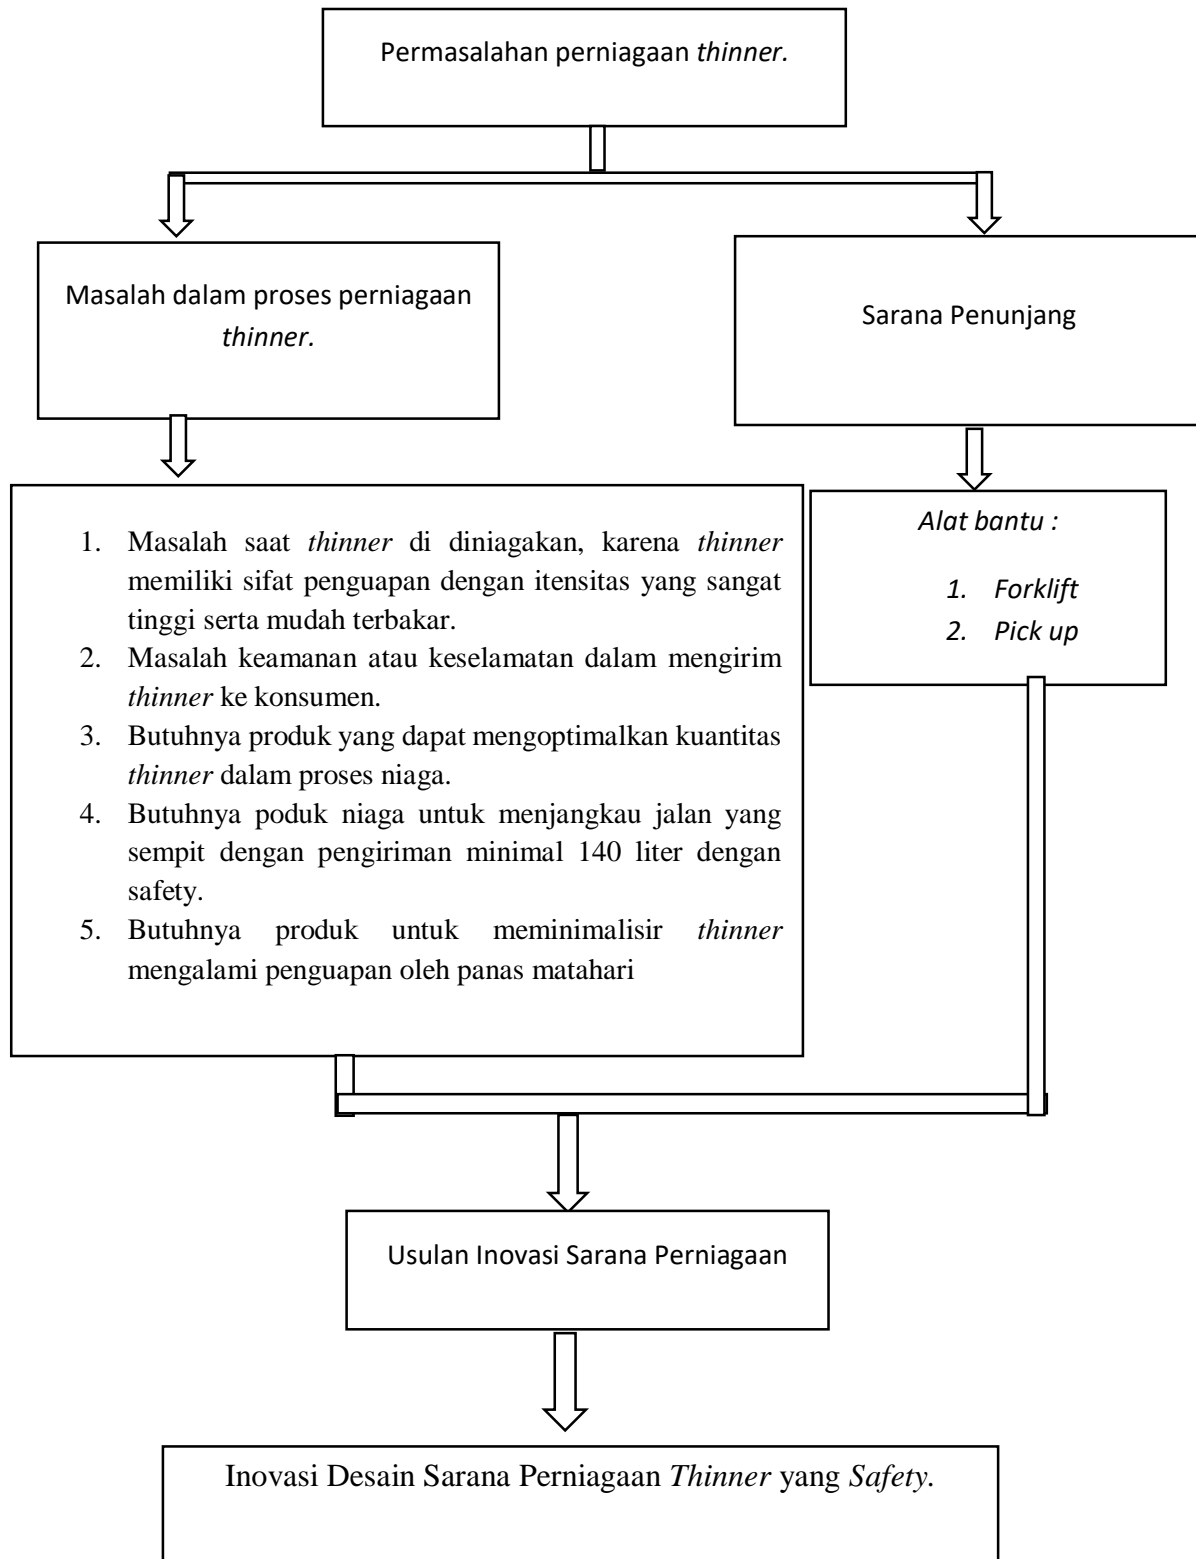 Permasalahan perniagaan thinner.
Masalah dalam proses perniagaan
thinner.
Sarana Penunjang
1. Masalah saat thinner di diniagakan, karena thinner
memiliki sifat penguapan dengan itensitas yang sangat
tinggi serta mudah terbakar.
2. Masalah keamanan atau keselamatan dalam mengirim
thinner ke konsumen.
3. Butuhnya produk yang dapat mengoptimalkan kuantitas
thinner dalam proses niaga.
4. Butuhnya poduk niaga untuk menjangkau jalan yang
sempit dengan pengiriman minimal 140 liter dengan
safety.
5. Butuhnya produk untuk meminimalisir thinner
mengalami penguapan oleh panas matahari
Alat bantu :
1. Forklift
2. Pick up
Usulan Inovasi Sarana Perniagaan
Inovasi Desain Sarana Perniagaan Thinner yang Safety.